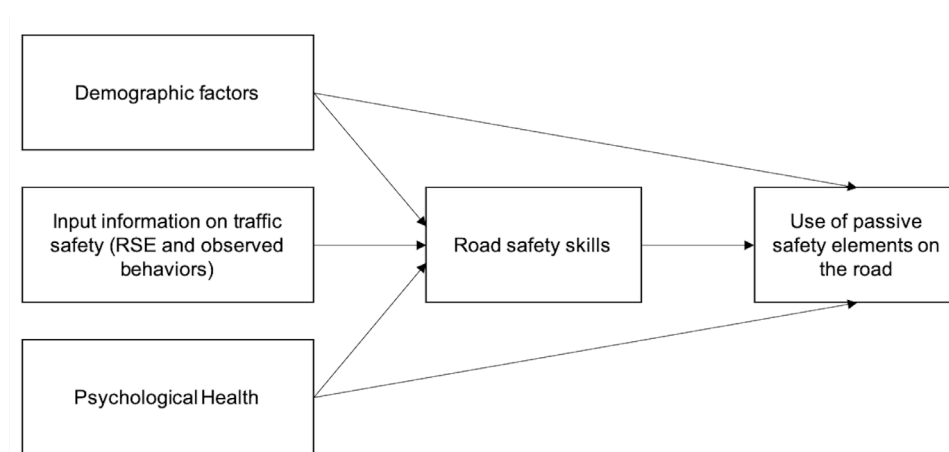 Demographic factors
Input information on traffic
safety (RSE and observed
behaviors)
Road safety skills
Use of passive
safety elements on
the road
Psychological Health